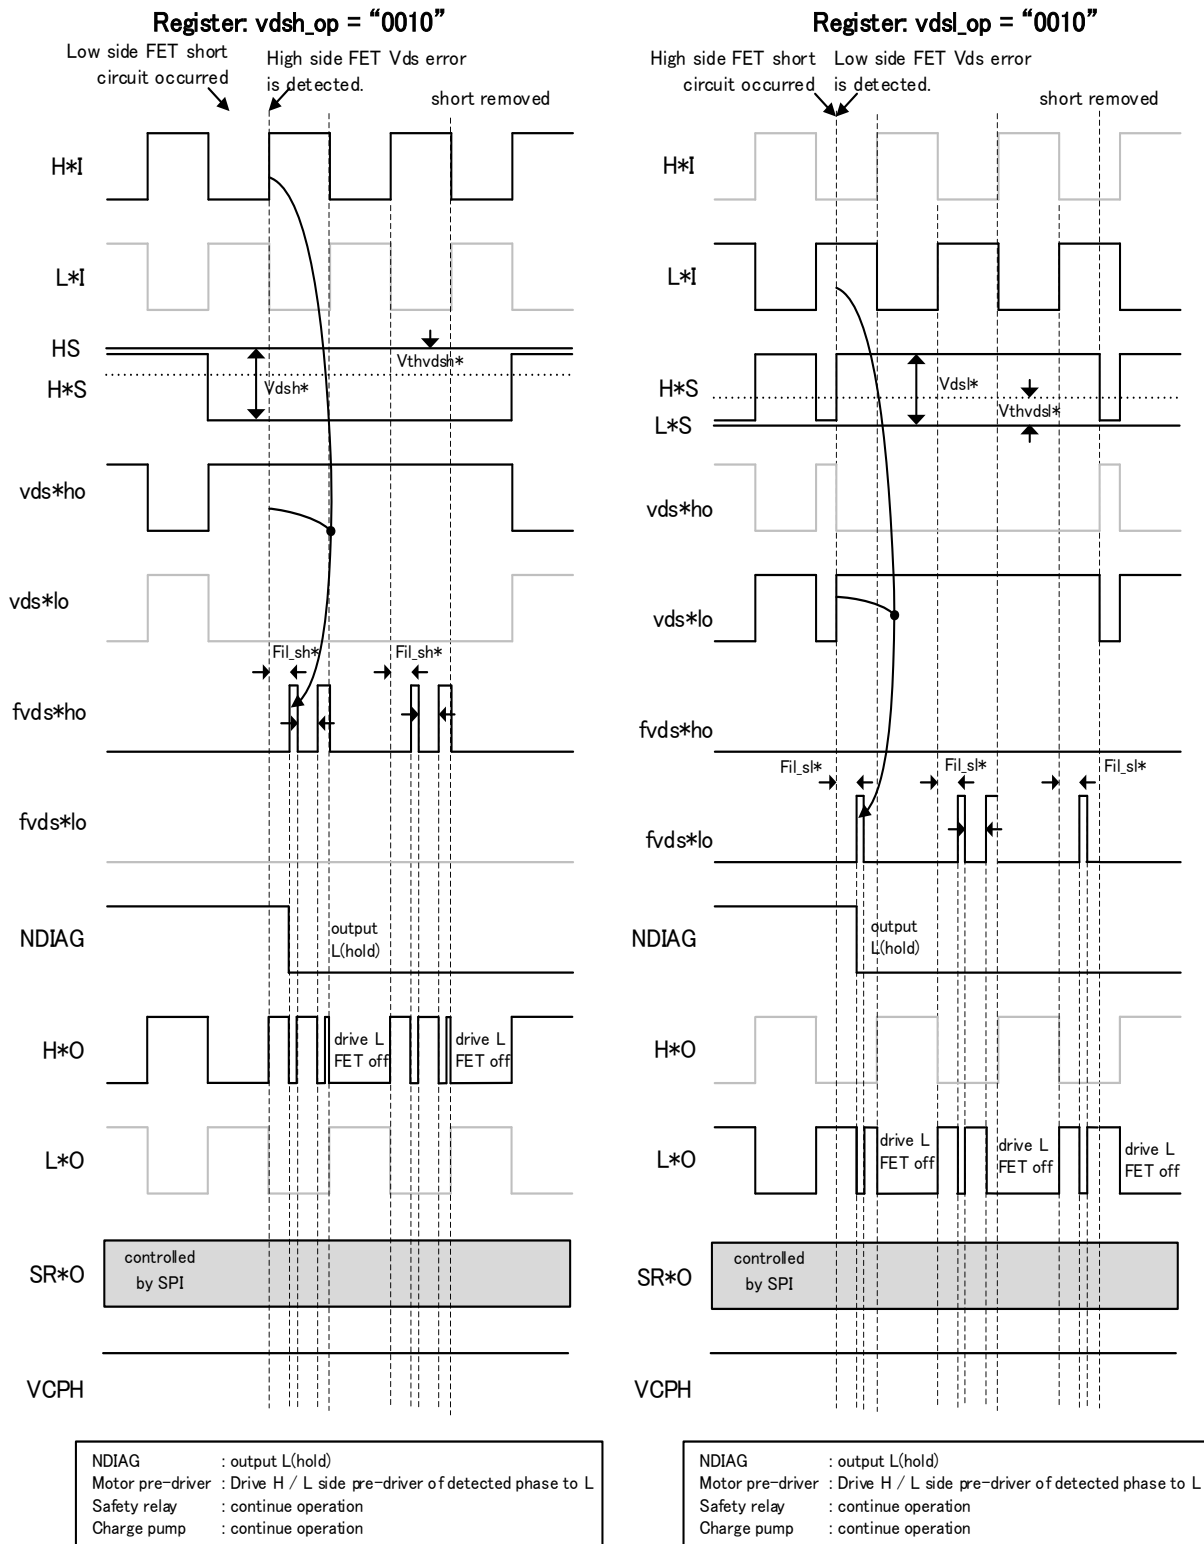 Register: vdsh_op = “0010”
Low side FET short
circuit occurred
High side FET Vds error
is detected.
short removed
H*I
L*I
HS
Vthvdsh*
H*S
Vdsh*
vds*ho
vds*lo
Fil_sh*
Fil_sh*
fvds*ho
fvds*lo
NDIAG
output
L(hold)
H*O
drive L
FET off
drive L
FET off
L*O
SR*O
controlled
by SPI
VCPH
NDIAG : output L(hold)
Motor pre-driver : Drive H / L side pre-driver of detected phase to L
Safety relay : continue operation
Charge pump : continue operation
Register: vdsl_op = “0010”
High side FET short
circuit occurred
Low side FET Vds error
is detected.
short removed
H*I
L*I
H*S
Vdsl*
Vthvdsl*
L*S
vds*ho
vds*lo
fvds*ho
Fil_sl*
Fil_sl*
Fil_sl*
fvds*lo
NDIAG
output
L(hold)
H*O
L*O
drive L
FET off
drive L
FET off
drive L
FET off
SR*O
controlled
by SPI
VCPH
NDIAG : output L(hold)
Motor pre-driver : Drive H / L side pre-driver of detected phase to L
Safety relay : continue operation
Charge pump : continue operation